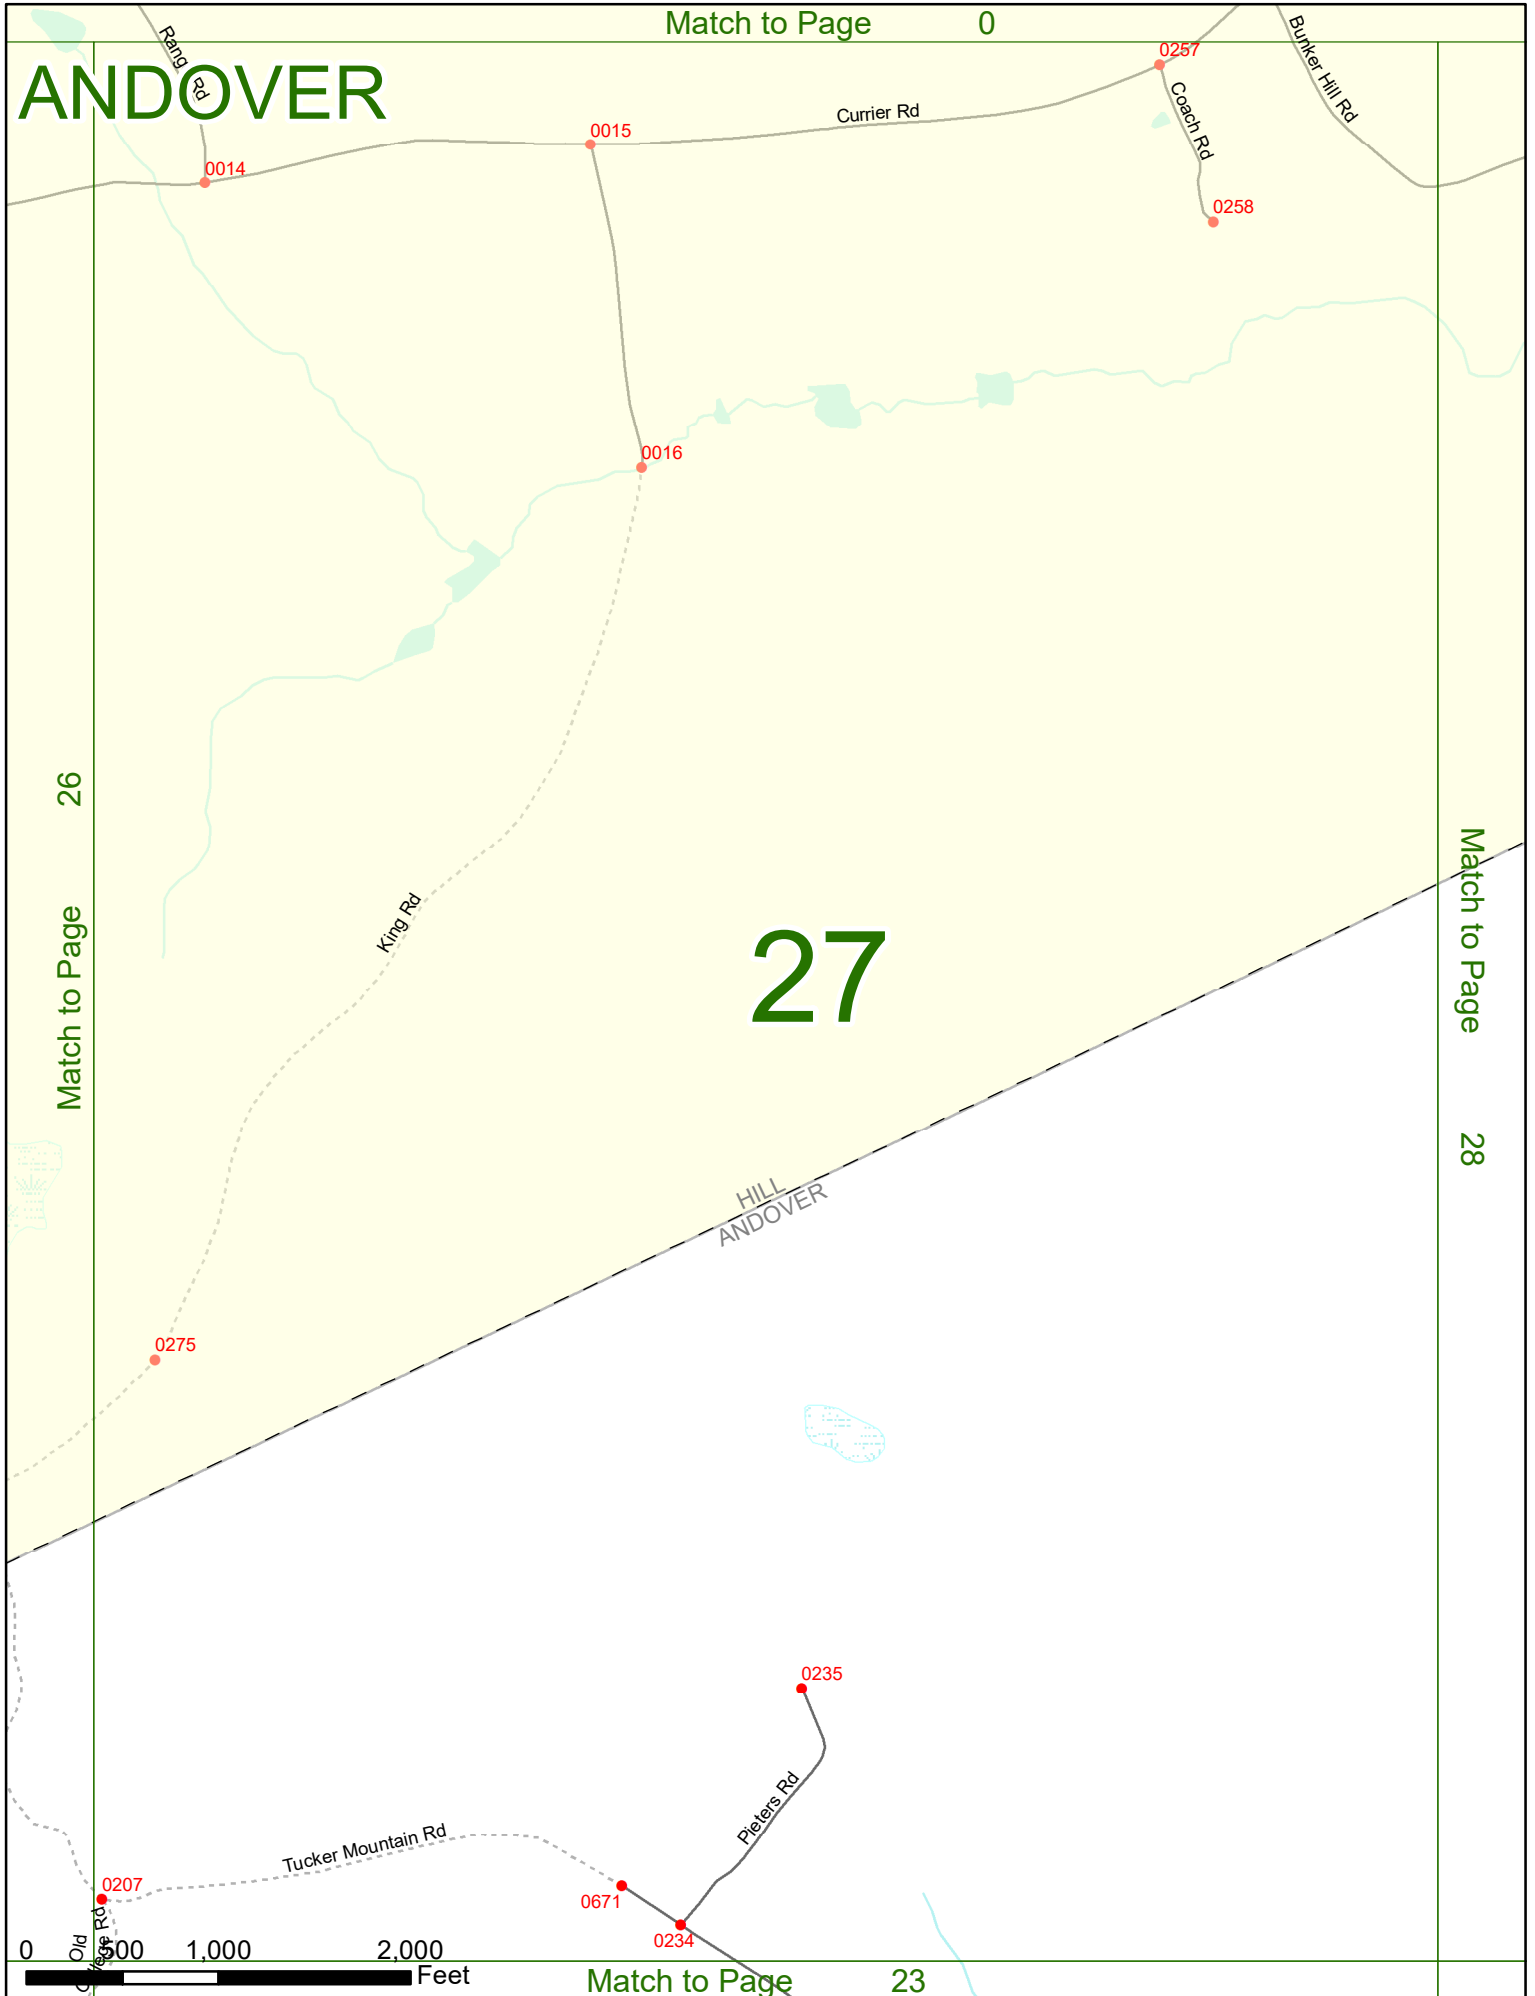 Match to Page 0
ANDOVER
Rang Rd
Bunker Hill Rd
0257
Coach Rd
Currier Rd
0015
0014
0258
0016
Match to Page 26
King Rd
27
Match to Page 28
HILL
ANDOVER
0275
0235
Pieters Rd
Tucker Mountain Rd
0207
0671
0234
Old
Rd
0 500 1,000 2,000
Feet
Match to Page 23